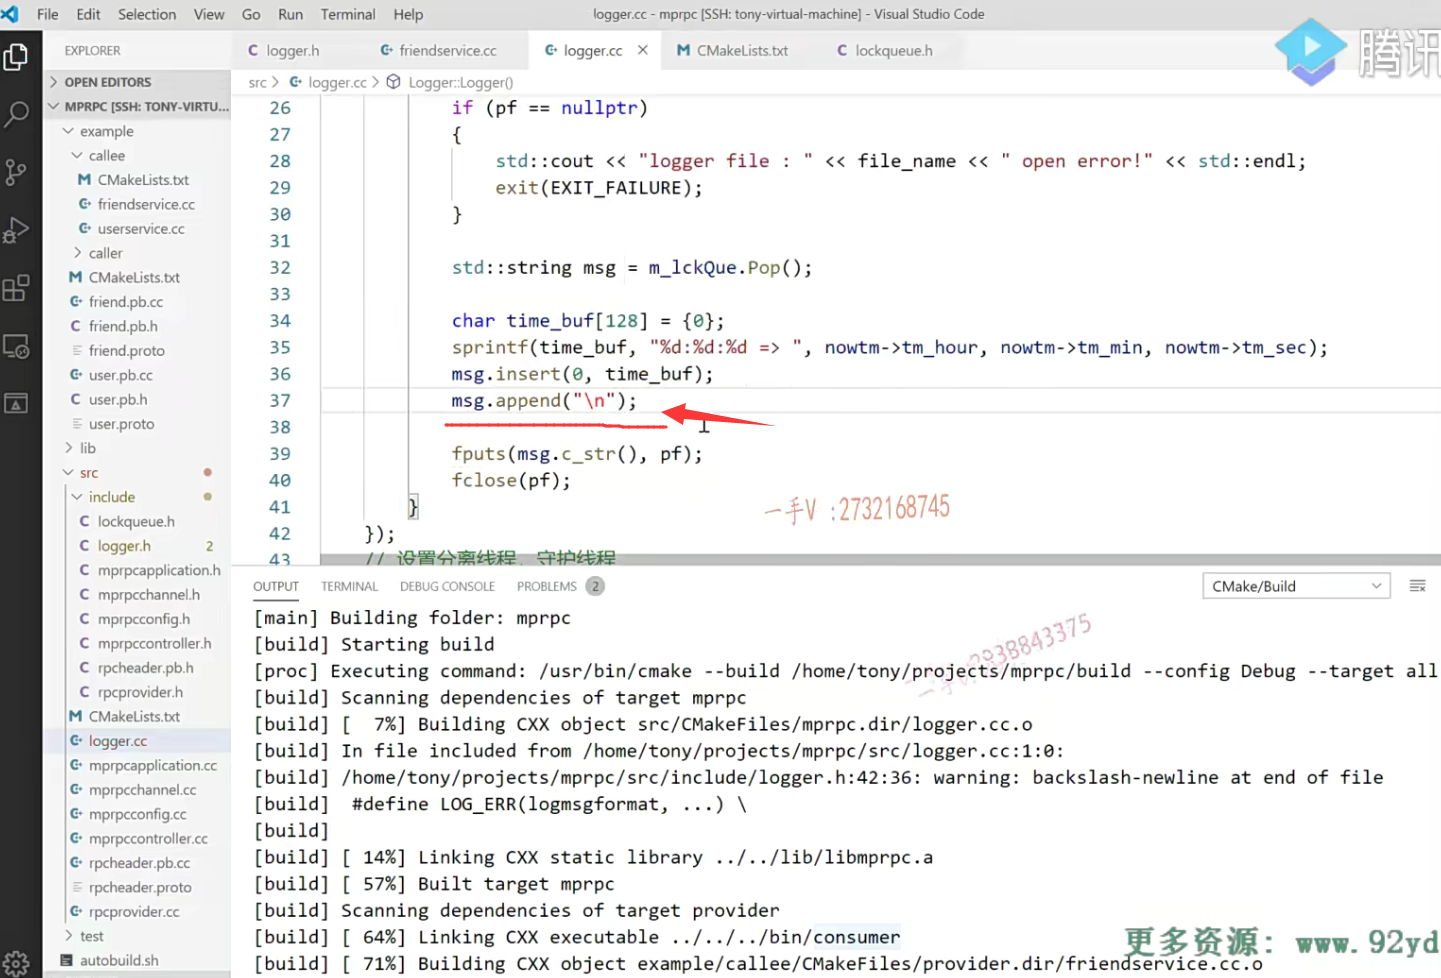 File Edit Selection View Go Run Terminal Help
logger.cc - mprpc [SSH: tony-virtual-machine] - Visual Studio Code
EXPLORER
OPEN EDITORS
MPRPC [SSH: TONY-VIRTU...
example
callee
CMakeLists.txt
friendservice.cc
userservice.cc
caller
CMakeLists.txt
friend.pb.cc
friend.pb.h
friend.proto
user.pb.cc
user.pb.h
user.proto
lib
src
include
lockqueue.h
logger.h 2
mprpcapplication.h
mprpcchannel.h
mprpcconfig.h
mprpccontroller.h
rpcheader.pb.h
rpcprovider.h
CMakeLists.txt
logger.cc
mprpcapplication.cc
mprpcchannel.cc
mprpcconfig.cc
mprpccontroller.cc
rpcheader.pb.cc
rpcheader.proto
rpcprovider.cc
test
autobuild.sh
logger.h friendservice.cc logger.cc CMakeLists.txt lockqueue.h
腾讯
src > logger.cc > Logger::Logger()
26 if (pf == nullptr)
27 {
28 std::cout << "logger file : " << file_name << " open error!" << std::endl;
29 exit(EXIT_FAILURE);
30 }
31
32 std::string msg = m_lckQue.Pop();
33
34 char time_buf[128] = {0};
35 sprintf(time_buf, "%d:%d:%d => ", nowtm->tm_hour, nowtm->tm_min, nowtm->tm_sec);
36 msg.insert(0, time_buf);
37 msg.append("\n");
38
39 fputs(msg.c_str(), pf);
40 fclose(pf);
41 }
42 });
43 // 设置分离线程，守护线程
一手V :2732168745
OUTPUT TERMINAL DEBUG CONSOLE PROBLEMS 2
CMake/Build
[main] Building folder: mprpc
[build] Starting build
[proc] Executing command: /usr/bin/cmake --build /home/tony/projects/mprpc/build --config Debug --target all
[build] Scanning dependencies of target mprpc
[build] [  7%] Building CXX object src/CMakeFiles/mprpc.dir/logger.cc.o
[build] In file included from /home/tony/projects/mprpc/src/logger.cc:1:0:
[build] /home/tony/projects/mprpc/src/include/logger.h:42:36: warning: backslash-newline at end of file
[build]  #define LOG_ERR(logmsgformat, ...) \
[build]
[build] [ 14%] Linking CXX static library ../../lib/libmprpc.a
[build] [ 57%] Built target mprpc
[build] Scanning dependencies of target provider
[build] [ 64%] Linking CXX executable ../../../bin/consumer
[build] [ 71%] Building CXX object example/callee/CMakeFiles/provider.dir/friendservice.cc.o
更多资源: www.92yd